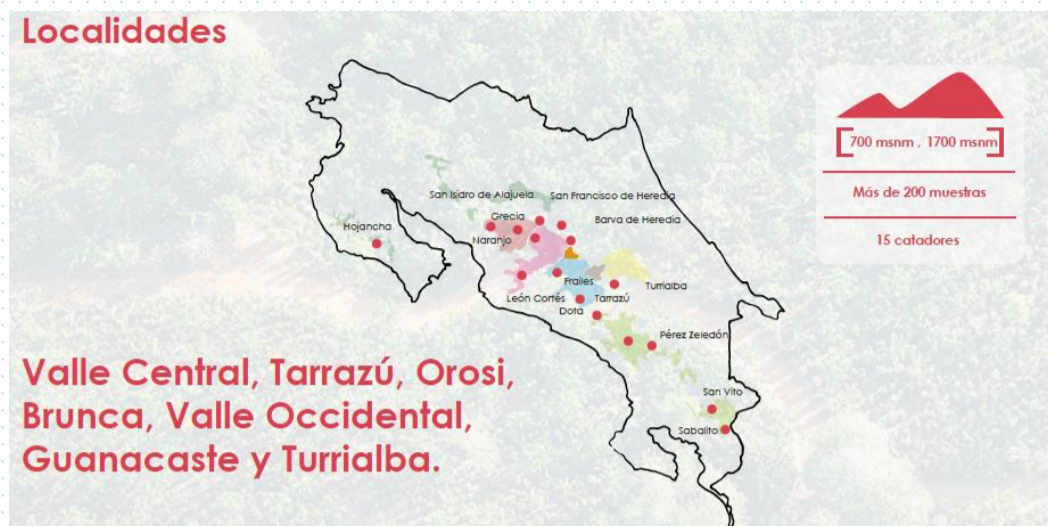 Localidades
700 msnm , 1700 msnm
Más de 200 muestras
15 catadores
San Isidro de Alajuela
San Francisco de Heredia
Grecia
Barva de Heredia
Hojancha
Naranjo
Frailes
Turrialba
León Cortés
Tarrazú
Dota
Pérez Zeledón
San Vito
Sabalito
Valle Central, Tarrazú, Orosi,
Brunca, Valle Occidental,
Guanacaste y Turrialba.